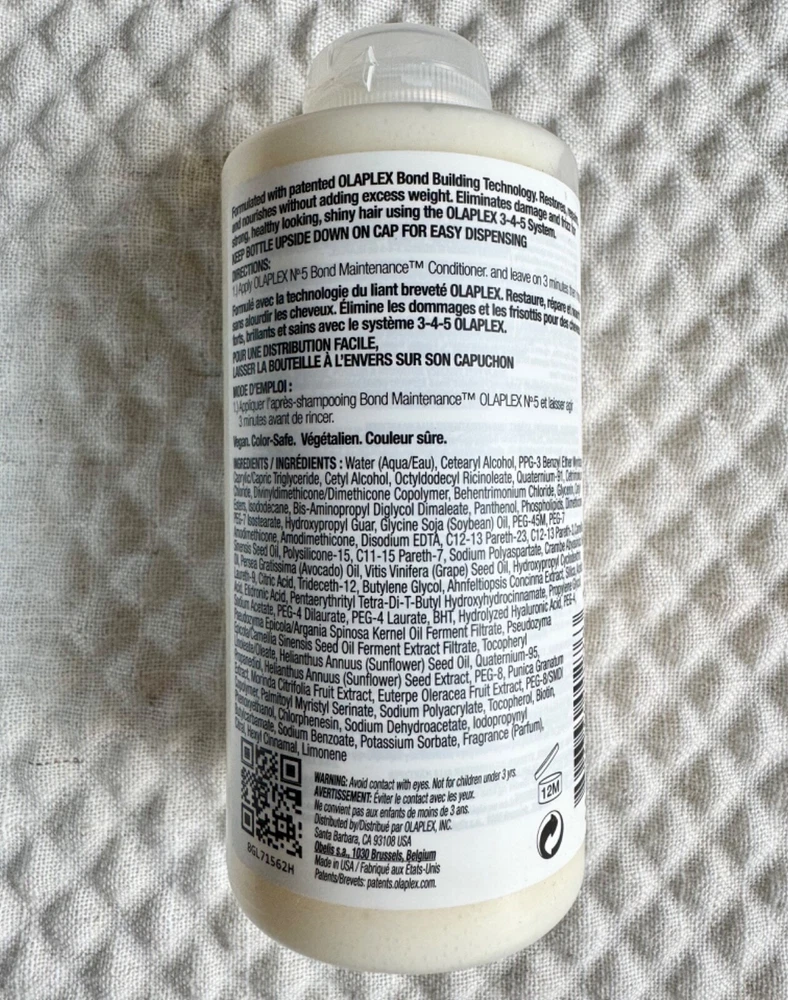 Formulated with patented OLAPLEX Bond Building Technology. Restores,
and nourishes without adding excess weight. Eliminates damage and frizz for
strong, healthy looking, shiny hair using the OLAPLEX 3-4-5 System.
KEEP BOTTLE UPSIDE DOWN ON CAP FOR EASY DISPENSING
DIRECTIONS:
1.) Apply OLAPLEX Nº5 Bond Maintenance™ Conditioner. and leave on 3 minutes
Formulé avec la technologie du liant breveté OLAPLEX. Restaure, répare et
sans alourdir les cheveux. Élimine les dommages et les frisottis pour des
forts, brillants et sains avec le système 3-4-5 OLAPLEX.
POUR UNE DISTRIBUTION FACILE,
LAISSER LA BOUTEILLE À L'ENVERS SUR SON CAPUCHON
MODE D'EMPLOI :
1.) Appliquer l'après-shampooing Bond Maintenance™ OLAPLEX Nº5 et laisser agir
3 minutes avant de rincer.
Vegan. Color-Safe. Végétalien. Couleur sûre.
INGREDIENTS / INGRÉDIENTS : Water (Aqua/Eau), Cetearyl Alcohol, PPG-3 Benzyl Ether
Caprylic/Capric Triglyceride, Cetyl Alcohol, Octyldodecyl Ricinoleate, Quaternium-91,
Chloride, Divinyldimethicone/Dimethicone Copolymer, Behentrimonium Chloride, Glycerin,
Esters, Isododecane, Bis-Aminopropyl Diglycol Dimaleate, Panthenol, Phospholipids,
PEG-7 Isostearate, Hydroxypropyl Guar, Glycine Soja (Soybean) Oil, PEG-45M, PEG-7
Amodimethicone, Amodimethicone, Disodium EDTA, C12-13 Pareth-23, C12-13 Pareth-3,
Sinensis Seed Oil, Polysilicone-15, C11-15 Pareth-7, Sodium Polyaspartate, Crambe
Oil, Persea Gratissima (Avocado) Oil, Vitis Vinifera (Grape) Seed Oil, Hydroxypropyl
Laureth-9, Citric Acid, Trideceth-12, Butylene Glycol, Ahnfeltiopsis Concinna Extract,
Acid, Etidronic Acid, Pentaerythrityl Tetra-Di-T-Butyl Hydroxyhydrocinnamate, Propylene
Sodium Acetate, PEG-4 Dilaurate, PEG-4 Laurate, BHT, Hydrolyzed Hyaluronic Acid, PEG-4,
Pseudozyma Epicola/Argania Spinosa Kernel Oil Ferment Filtrate, Pseudozyma
Epicola/Camellia Sinensis Seed Oil Ferment Extract Filtrate, Tocopheryl
Linoleate/Oleate, Helianthus Annuus (Sunflower) Seed Oil, Quaternium-95,
Propanediol, Helianthus Annuus (Sunflower) Seed Extract, PEG-8, Punica Granatum
Extract, Morinda Citrifolia Fruit Extract, Euterpe Oleracea Fruit Extract, PEG-8/SMDI
Copolymer, Palmitoyl Myristyl Serinate, Sodium Polyacrylate, Tocopherol, Biotin,
Phenoxyethanol, Chlorphenesin, Sodium Dehydroacetate, Iodopropynyl
Butylcarbamate, Sodium Benzoate, Potassium Sorbate, Fragrance (Parfum),
Citral, Hexyl Cinnamal, Limonene
BGL71562H
WARNING: Avoid contact with eyes. Not for children under 3 yrs.
AVERTISSEMENT: Éviter le contact avec les yeux.
Ne convient pas aux enfants de moins de 3 ans.
Distributed by/Distribué par OLAPLEX, INC.
Santa Barbara, CA 93108 USA
Obelis s.a., 1030 Brussels, Belgium
Made in USA / Fabriqué aux États-Unis
Patents/Brevets: patents.olaplex.com.
12M